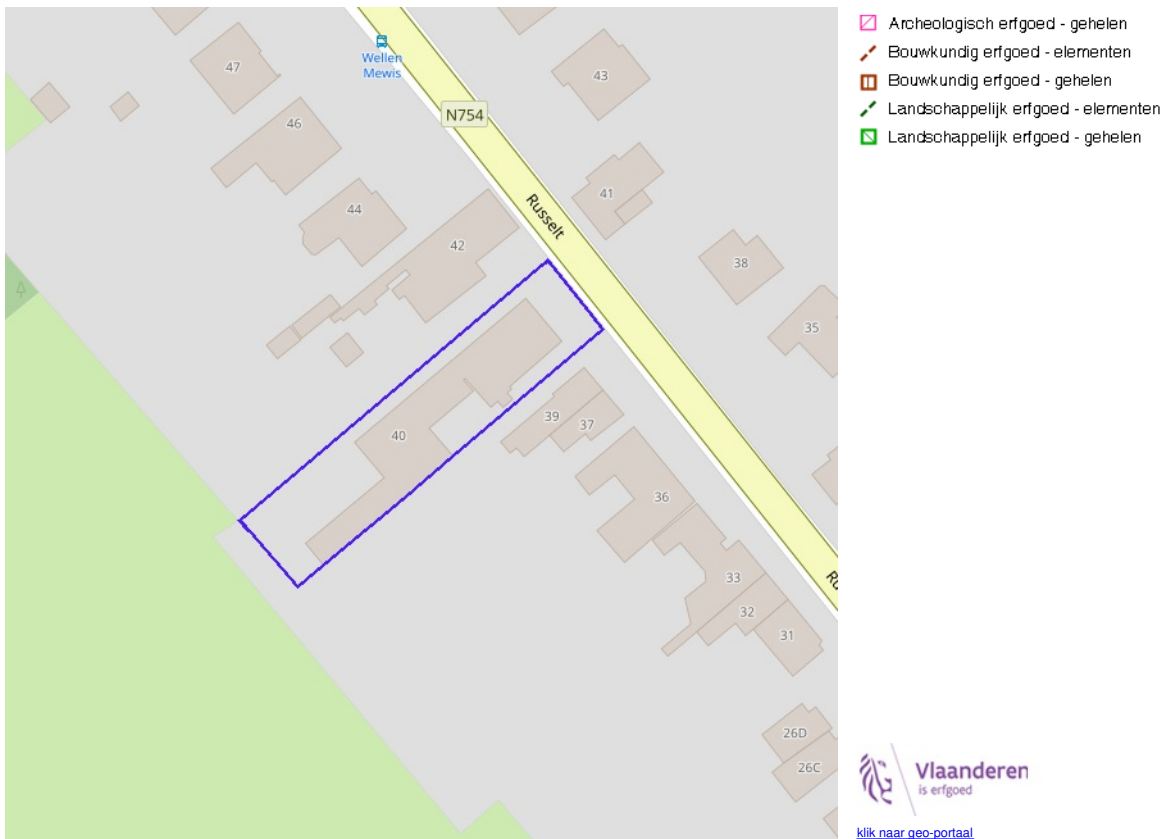 Wellen
Mewis
47
43
N754
46
41
44
Russelt
42
38
35
40
39
37
36
33
32
31
26D
26C
Ru
Archeologisch erfgoed - gehelen
Bouwkundig erfgoed - elementen
Bouwkundig erfgoed - gehelen
Landschappelijk erfgoed - elementen
Landschappelijk erfgoed - gehelen
Vlaanderen
is erfgoed
klik naar geo-portaal